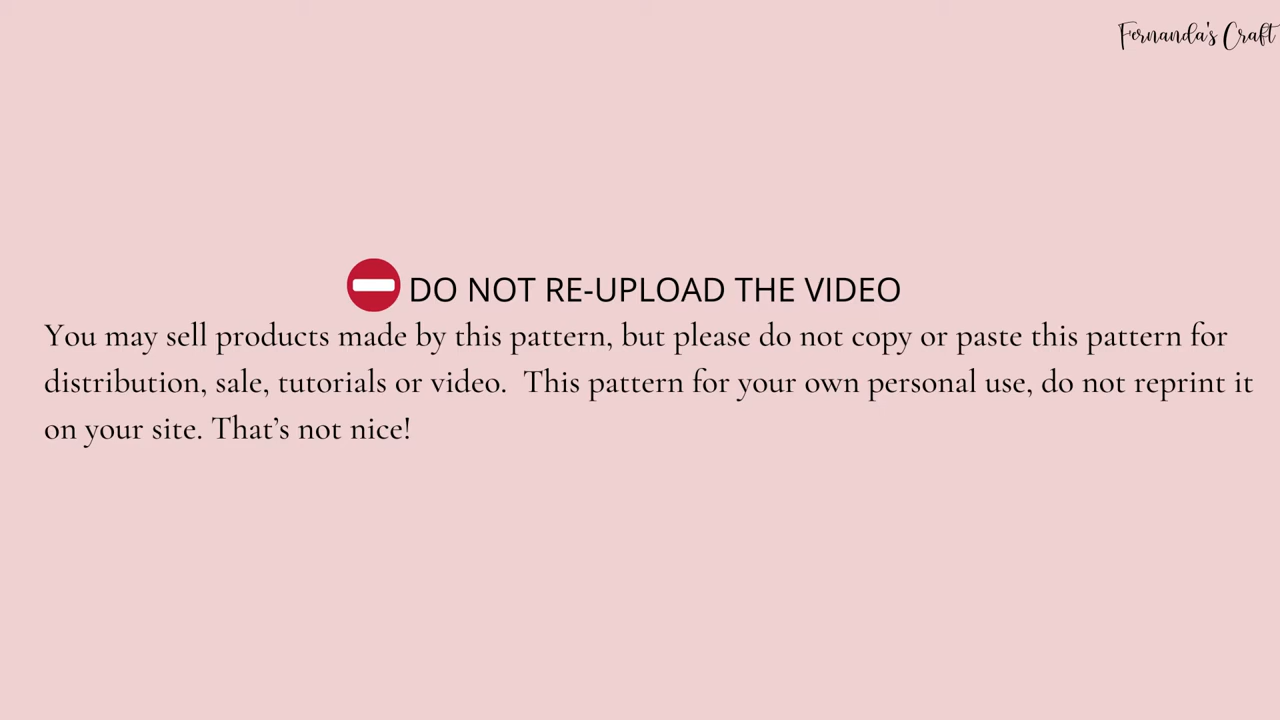 Fernanda's Craft
⛔ DO NOT RE-UPLOAD THE VIDEO
You may sell products made by this pattern, but please do not copy or paste this pattern for
distribution, sale, tutorials or video.  This pattern for your own personal use, do not reprint it
on your site. That’s not nice!